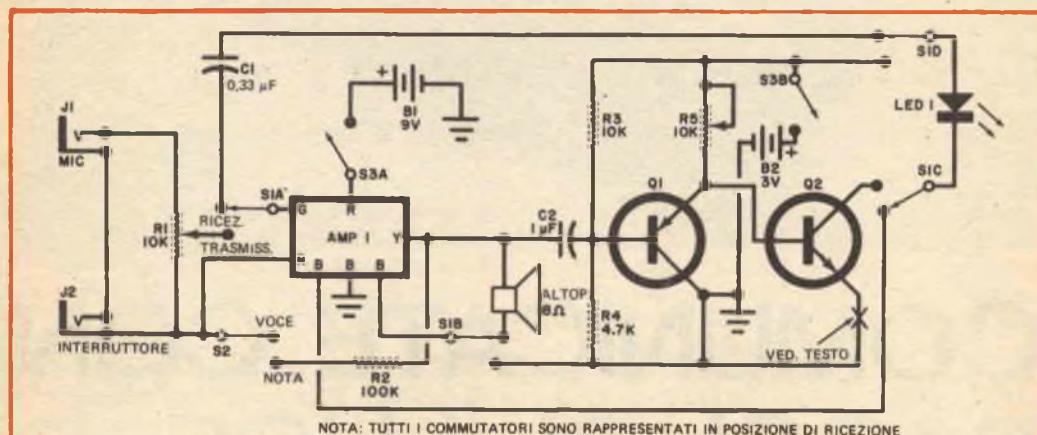 C1
0,33 µF
J1
MIC
R1
10K
RICEZ.
TRASMISS.
J2
INTERRUTTORE
S2
VOCE
NOTA
R2
100K
S1A
S3A
+
B1
9V
G
R
AMP 1
Y
B
B
B
S1B
ALTOP.
8Ω
C2
1 µF
R3
10K
R4
4.7K
R5
10K
Q1
S3B
B2
3V
+
Q2
VED. TESTO
S1D
LED 1
S1C
NOTA: TUTTI I COMMUTATORI SONO RAPPRESENTATI IN POSIZIONE DI RICEZIONE